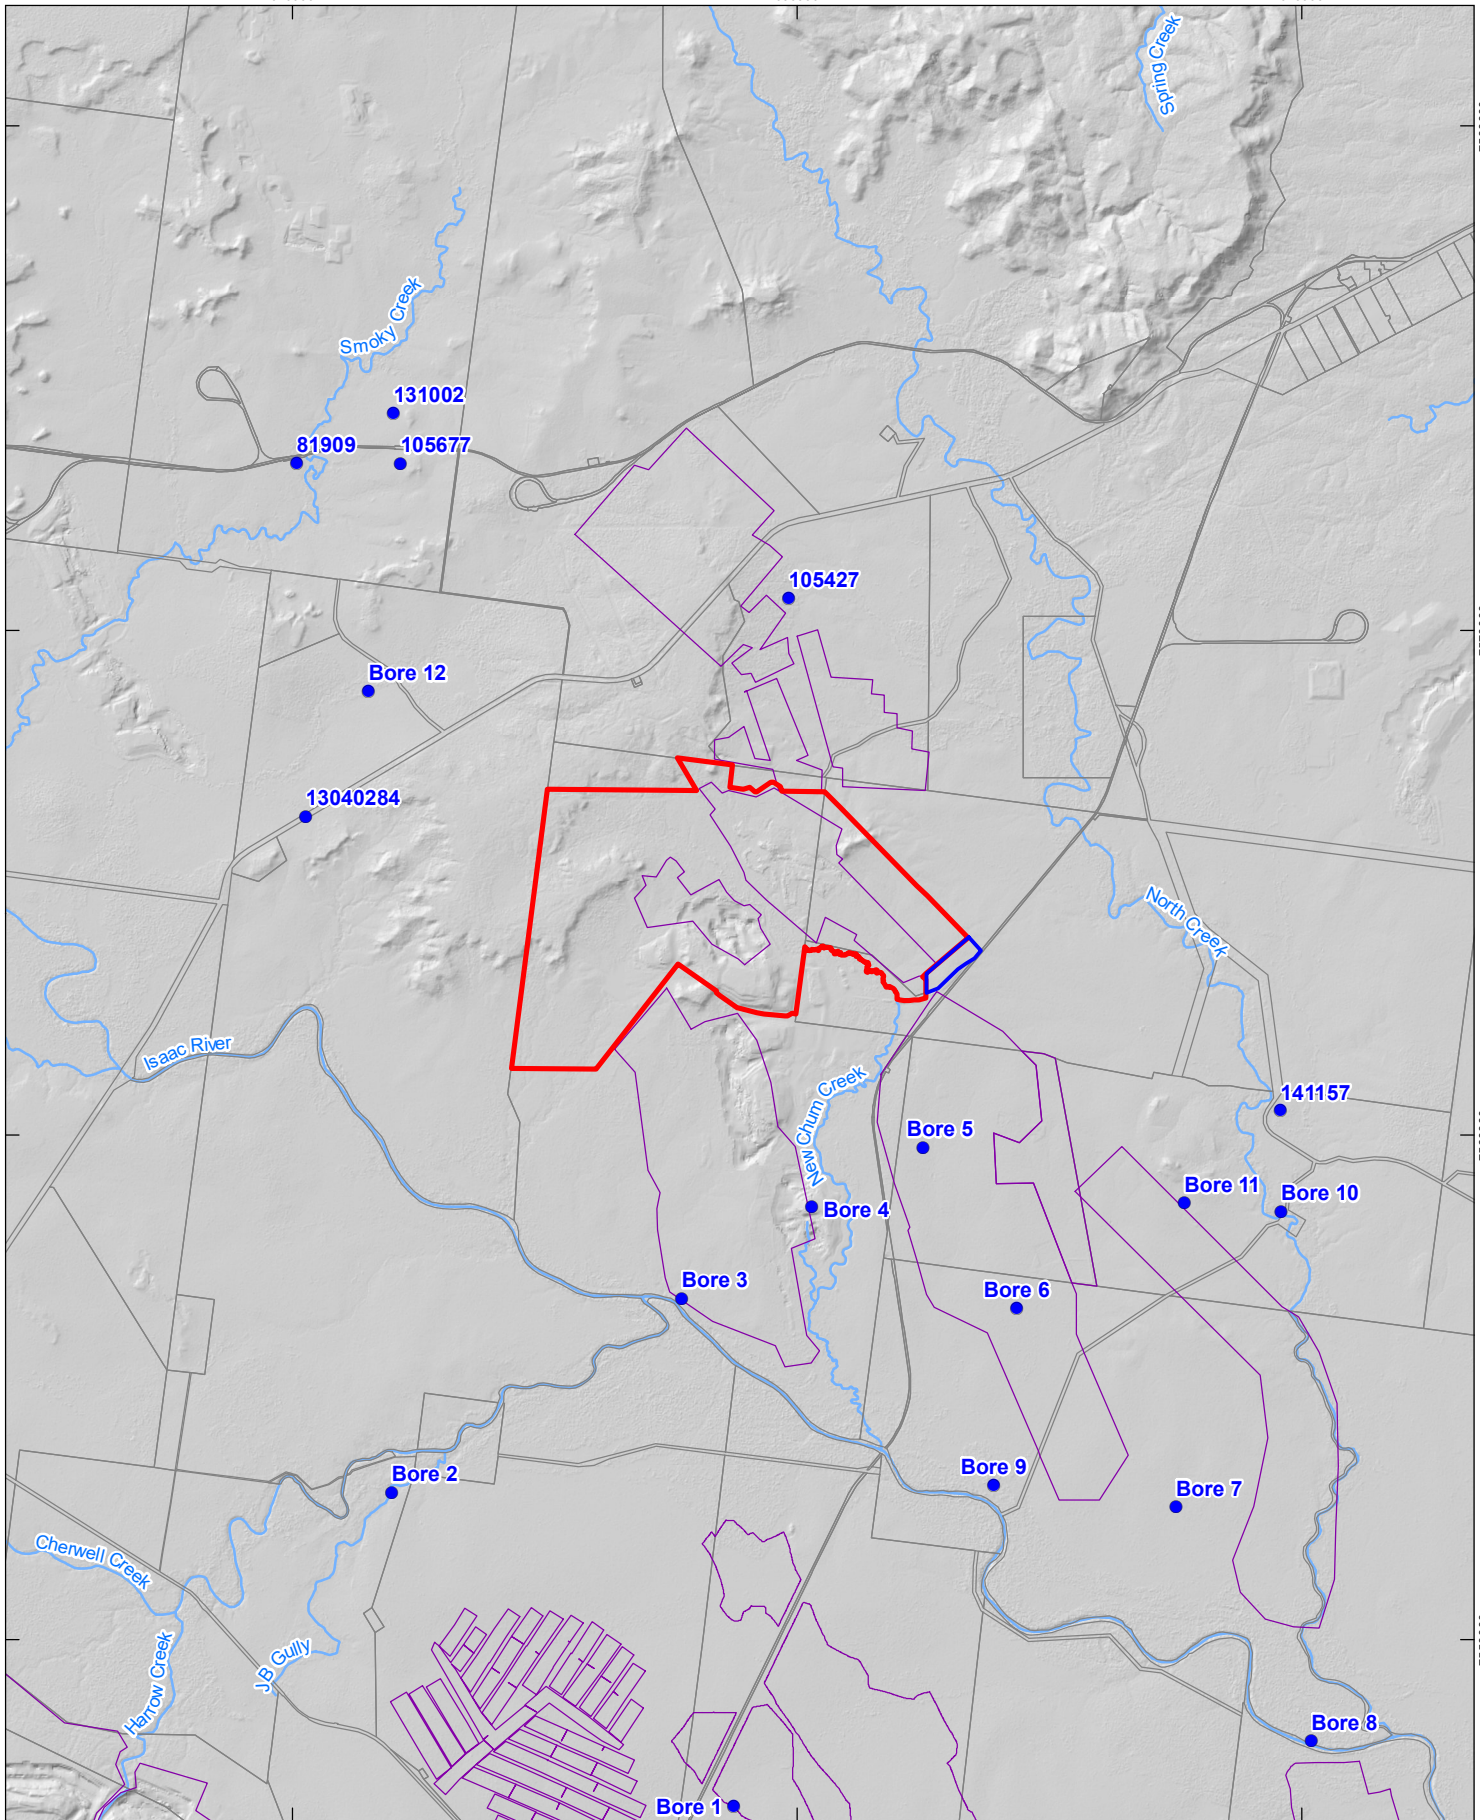 Spring Creek
Smoky Creek
131002
81909
105677
105427
Bore 12
13040284
North Creek
Isaac River
New Chum Creek
141157
Bore 5
Bore 11
Bore 10
Bore 4
Bore 3
Bore 6
Bore 2
Bore 9
Bore 7
Cherwell Creek
J B Gully
Harrow Creek
Bore 8
Bore 1